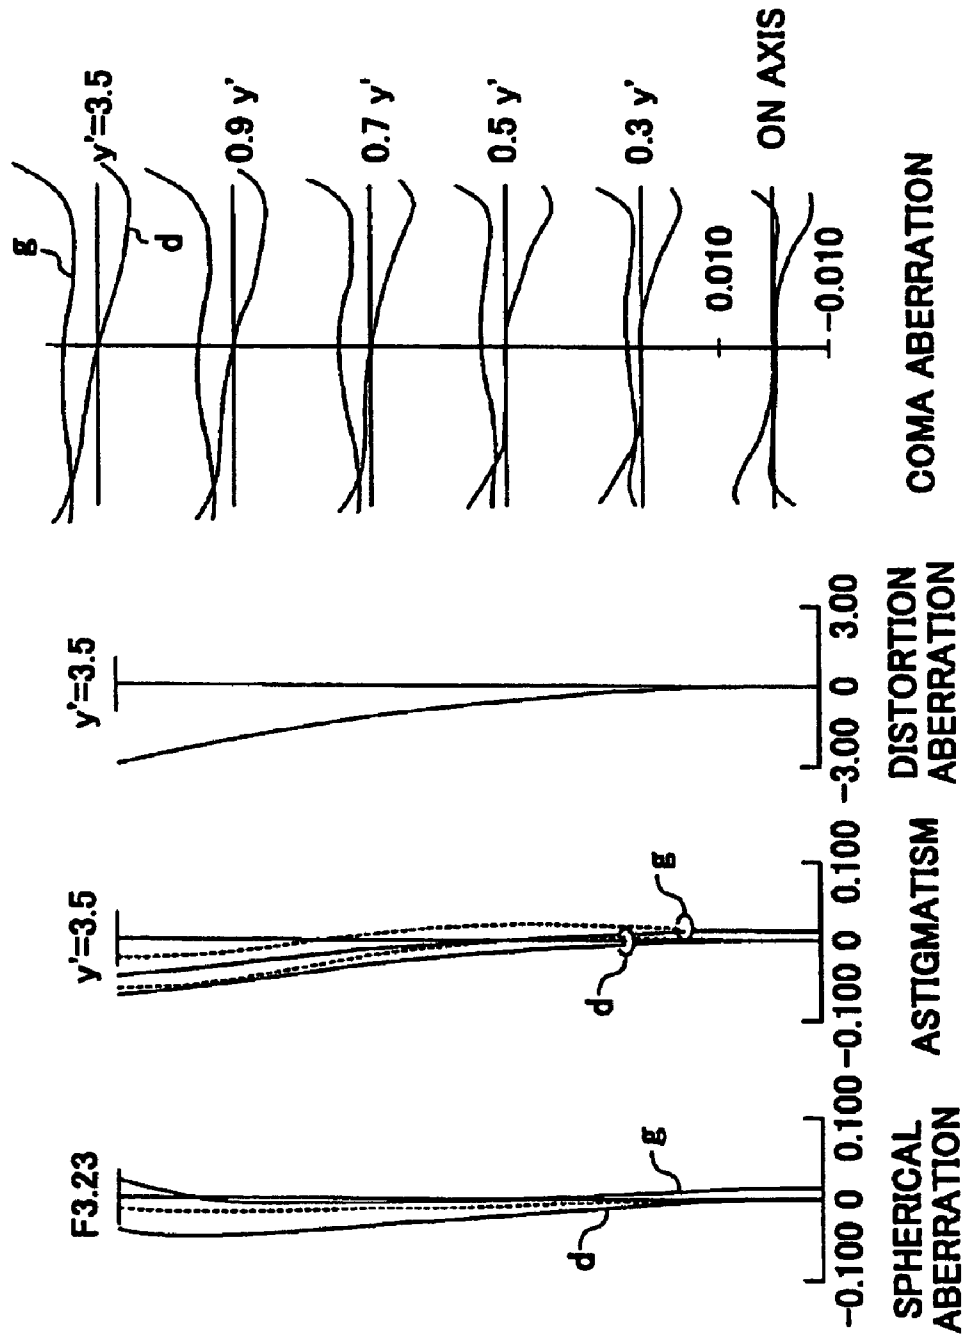 F3.23
g
d
-0.100 0 0.100
SPHERICAL
ABERRATION
y'=3.5
g
d
-0.100 0 0.100
ASTIGMATISM
y'=3.5
-3.00 0 3.00
DISTORTION
ABERRATION
g
y'=3.5
d
0.9 y'
0.7 y'
0.5 y'
0.3 y'
0.010
ON AXIS
-0.010
COMA ABERRATION